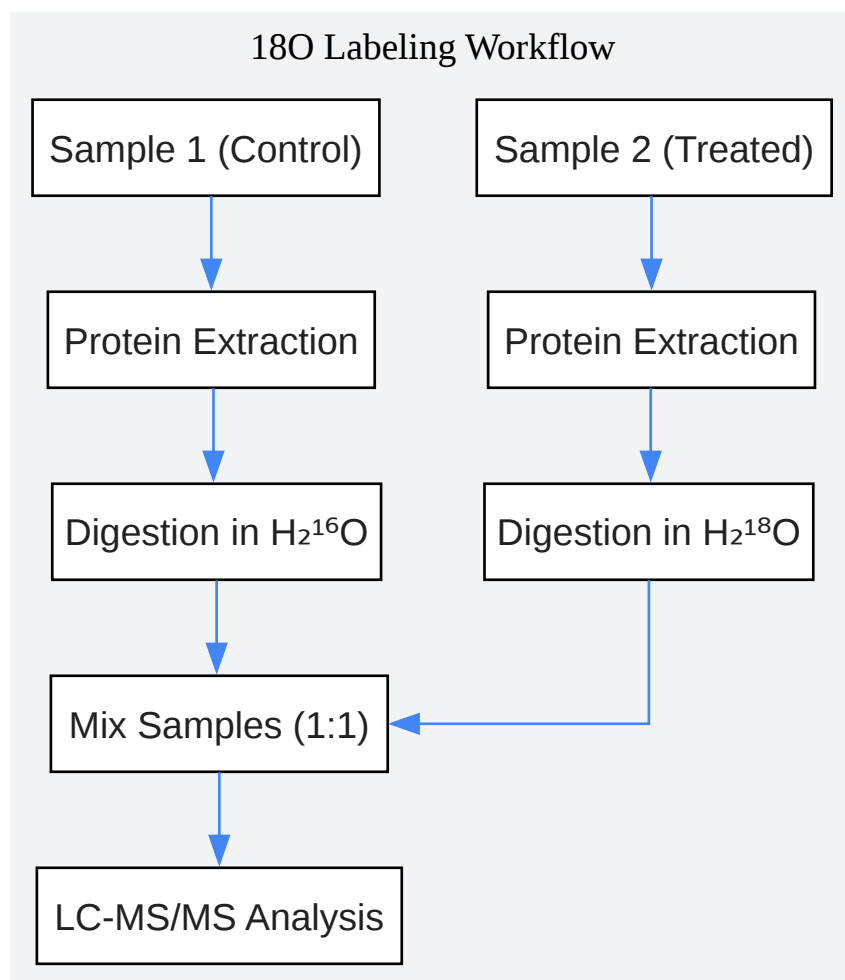 18O Labeling Workflow
Sample 1 (Control)
Sample 2 (Treated)
Protein Extraction
Protein Extraction
Digestion in H₂¹⁶O
Digestion in H₂¹⁸O
Mix Samples (1:1)
LC-MS/MS Analysis